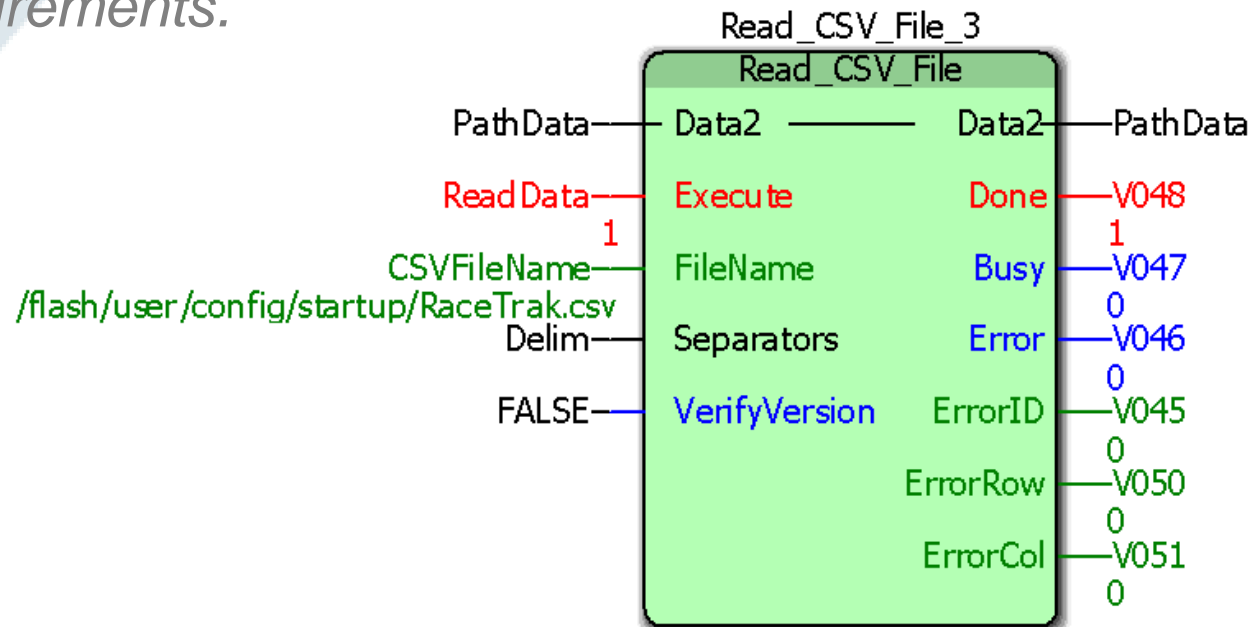 Read_CSV_File_3
Read_CSV_File
PathData Data2 Data2 PathData
ReadData Execute Done V048
1 1
CSVFileName FileName Busy V047
/flash/user/config/startup/RaceTrak.csv 0
Delim Separators Error V046
0
FALSE VerifyVersion ErrorID V045
0
ErrorRow V050
0
ErrorCol V051
0